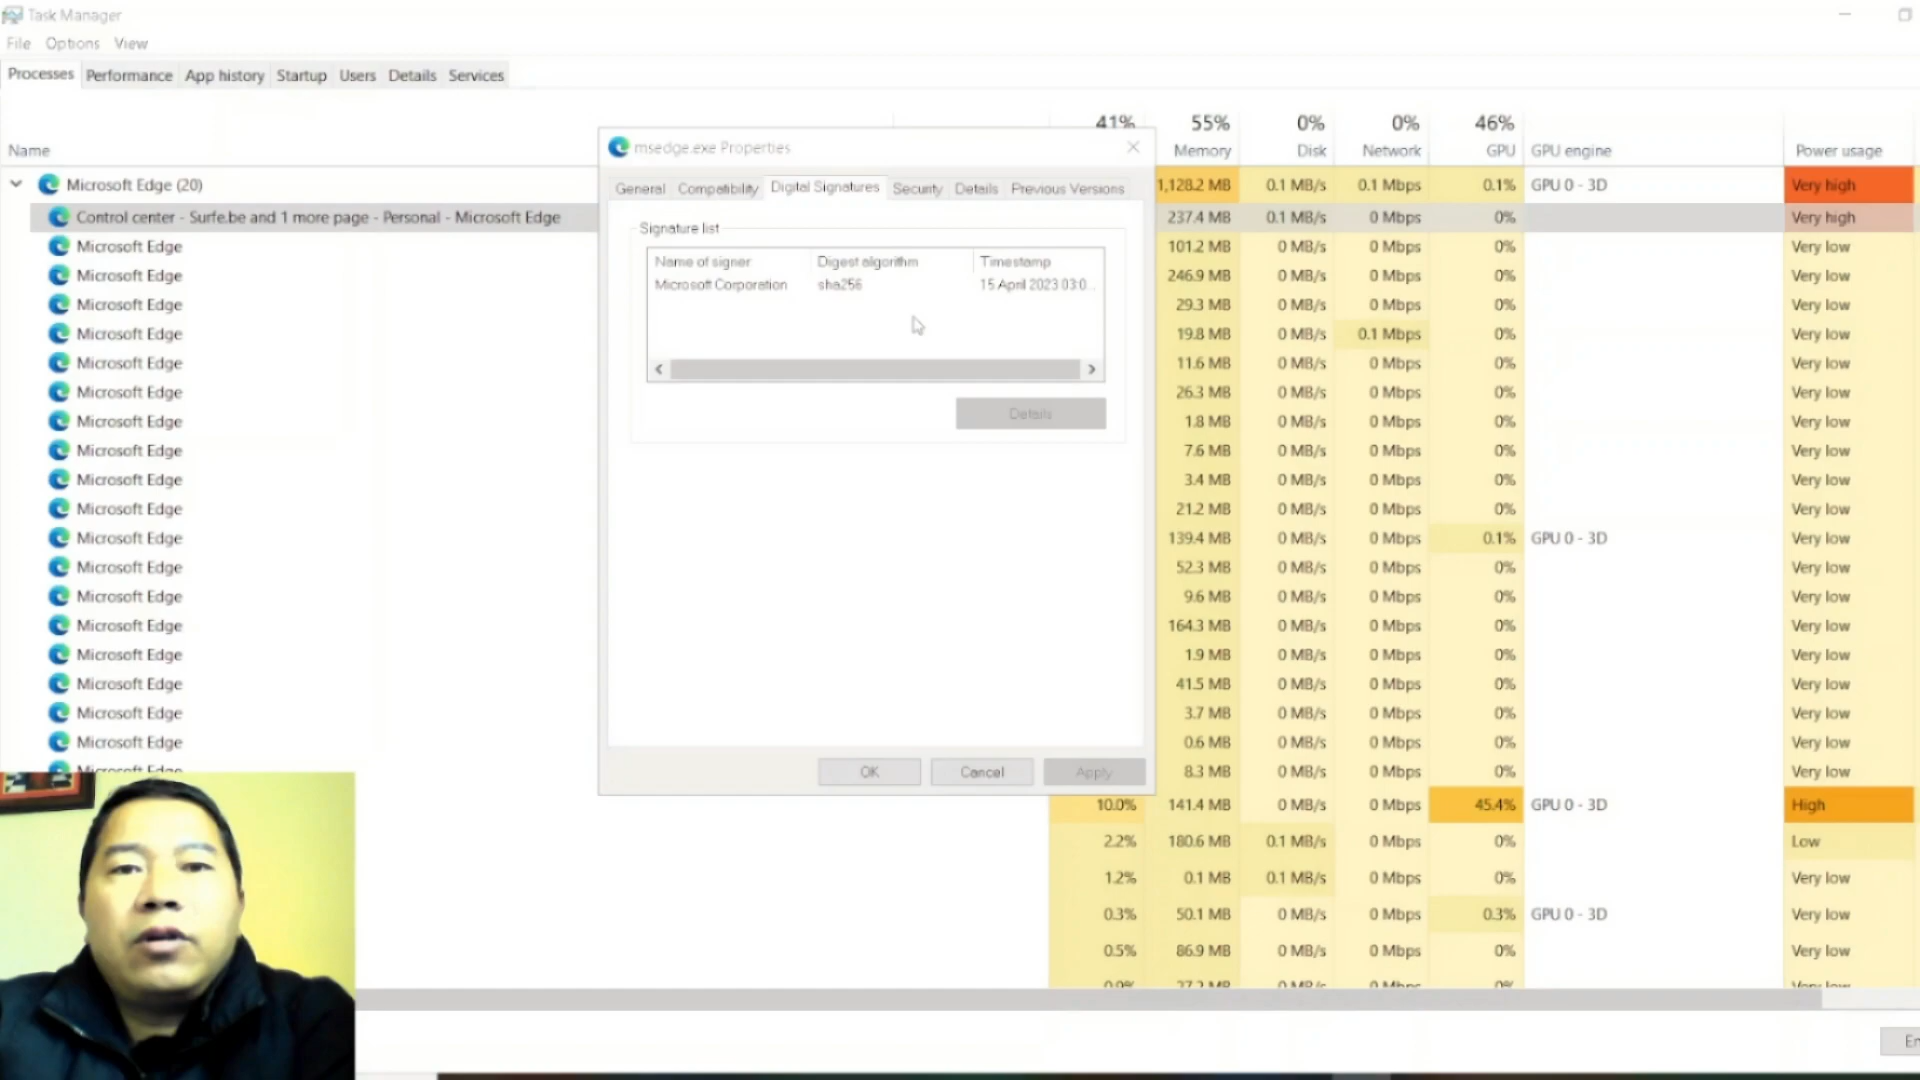 Task Manager
File Options View
Processes Performance App history Startup Users Details Services
41% 55% 0% 0% 46%
Name Memory Disk Network GPU GPU engine Power usage
msedge.exe Properties
General Compatibility Digital Signatures Security Details Previous Versions
Signature list
Name of signer Digest algorithm Timestamp
Microsoft Corporation sha256 15 April 2023 03:0...
Details
OK Cancel Apply
Microsoft Edge (20) 1,128.2 MB 0.1 MB/s 0.1 Mbps 0.1% GPU 0 - 3D Very high
Control center - Surfe.be and 1 more page - Personal - Microsoft Edge 237.4 MB 0.1 MB/s 0 Mbps 0% Very high
Microsoft Edge 101.2 MB 0 MB/s 0 Mbps 0% Very low
Microsoft Edge 246.9 MB 0 MB/s 0 Mbps 0% Very low
Microsoft Edge 29.3 MB 0 MB/s 0 Mbps 0% Very low
Microsoft Edge 19.8 MB 0 MB/s 0.1 Mbps 0% Very low
Microsoft Edge 11.6 MB 0 MB/s 0 Mbps 0% Very low
Microsoft Edge 26.3 MB 0 MB/s 0 Mbps 0% Very low
Microsoft Edge 1.8 MB 0 MB/s 0 Mbps 0% Very low
Microsoft Edge 7.6 MB 0 MB/s 0 Mbps 0% Very low
Microsoft Edge 3.4 MB 0 MB/s 0 Mbps 0% Very low
Microsoft Edge 21.2 MB 0 MB/s 0 Mbps 0% Very low
Microsoft Edge 139.4 MB 0 MB/s 0 Mbps 0.1% GPU 0 - 3D Very low
Microsoft Edge 52.3 MB 0 MB/s 0 Mbps 0% Very low
Microsoft Edge 9.6 MB 0 MB/s 0 Mbps 0% Very low
Microsoft Edge 164.3 MB 0 MB/s 0 Mbps 0% Very low
Microsoft Edge 1.9 MB 0 MB/s 0 Mbps 0% Very low
Microsoft Edge 41.5 MB 0 MB/s 0 Mbps 0% Very low
Microsoft Edge 3.7 MB 0 MB/s 0 Mbps 0% Very low
Microsoft Edge 0.6 MB 0 MB/s 0 Mbps 0% Very low
Microsoft Edge 8.3 MB 0 MB/s 0 Mbps 0% Very low
10.0% 141.4 MB 0 MB/s 0 Mbps 45.4% GPU 0 - 3D High
2.2% 180.6 MB 0.1 MB/s 0 Mbps 0% Low
1.2% 0.1 MB 0.1 MB/s 0 Mbps 0% Very low
0.3% 50.1 MB 0 MB/s 0 Mbps 0.3% GPU 0 - 3D Very low
0.5% 86.9 MB 0 MB/s 0 Mbps 0% Very low